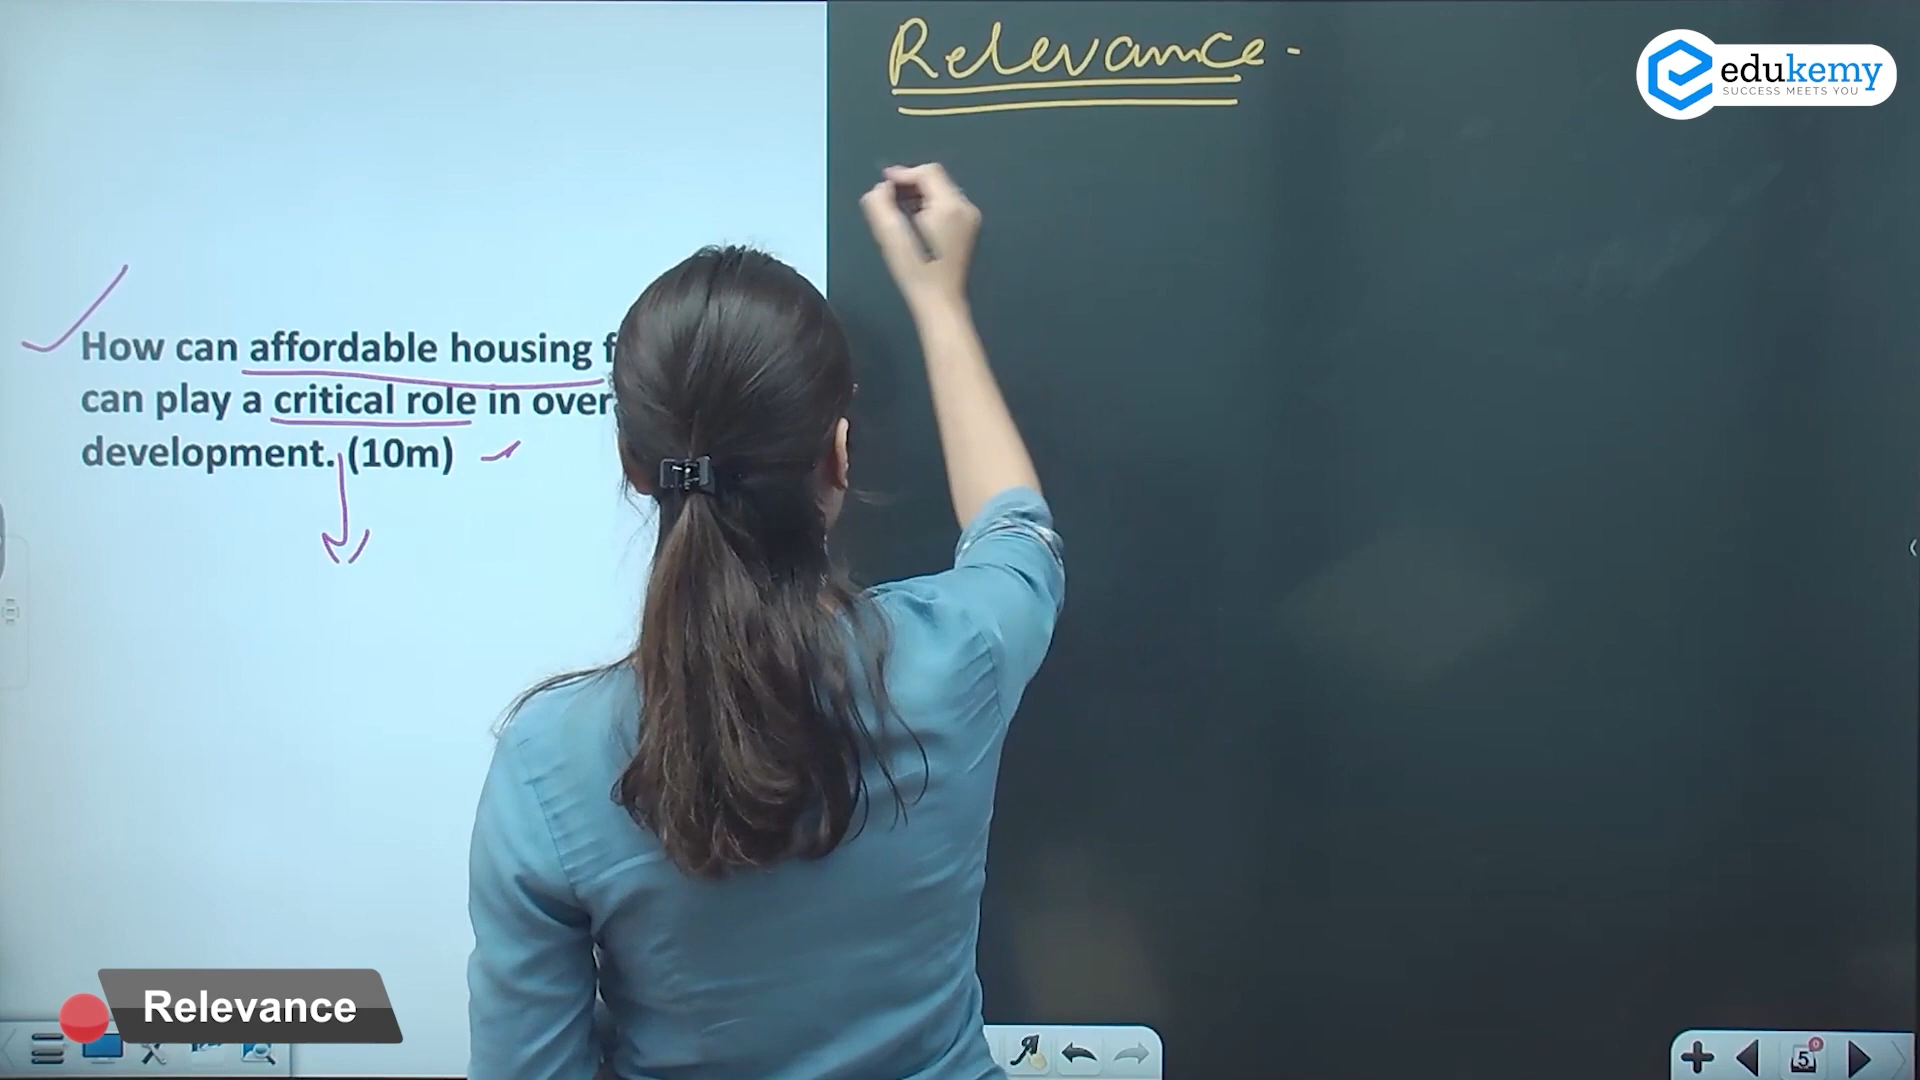 Relevance -
edukemy
SUCCESS MEETS YOU
How can affordable housing
can play a critical role in over
development. (10m)
Relevance
5